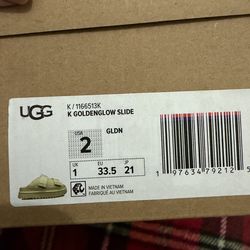 UGG
K / 1166513K
K GOLDENGLOW SLIDE
USA
2
GLDN
UK EU JP
1 33.5 21
MADE IN VIETNAM
FABRIQUÉ AU VIETNAM
1 97634 79212 5